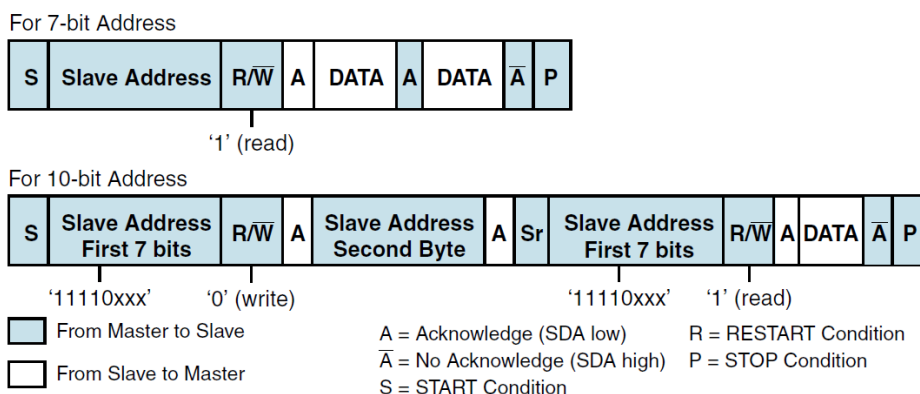 For 7-bit Address
S Slave Address R/W̅ A DATA A DATA A̅ P
‘1’ (read)
For 10-bit Address
S Slave Address First 7 bits R/W̅ A Slave Address Second Byte A Sr Slave Address First 7 bits R/W̅ A DATA A̅ P
‘11110xxx’ ‘0’ (write) ‘11110xxx’ ‘1’ (read)
From Master to Slave
From Slave to Master
A = Acknowledge (SDA low)
A̅ = No Acknowledge (SDA high)
S = START Condition
R = RESTART Condition
P = STOP Condition